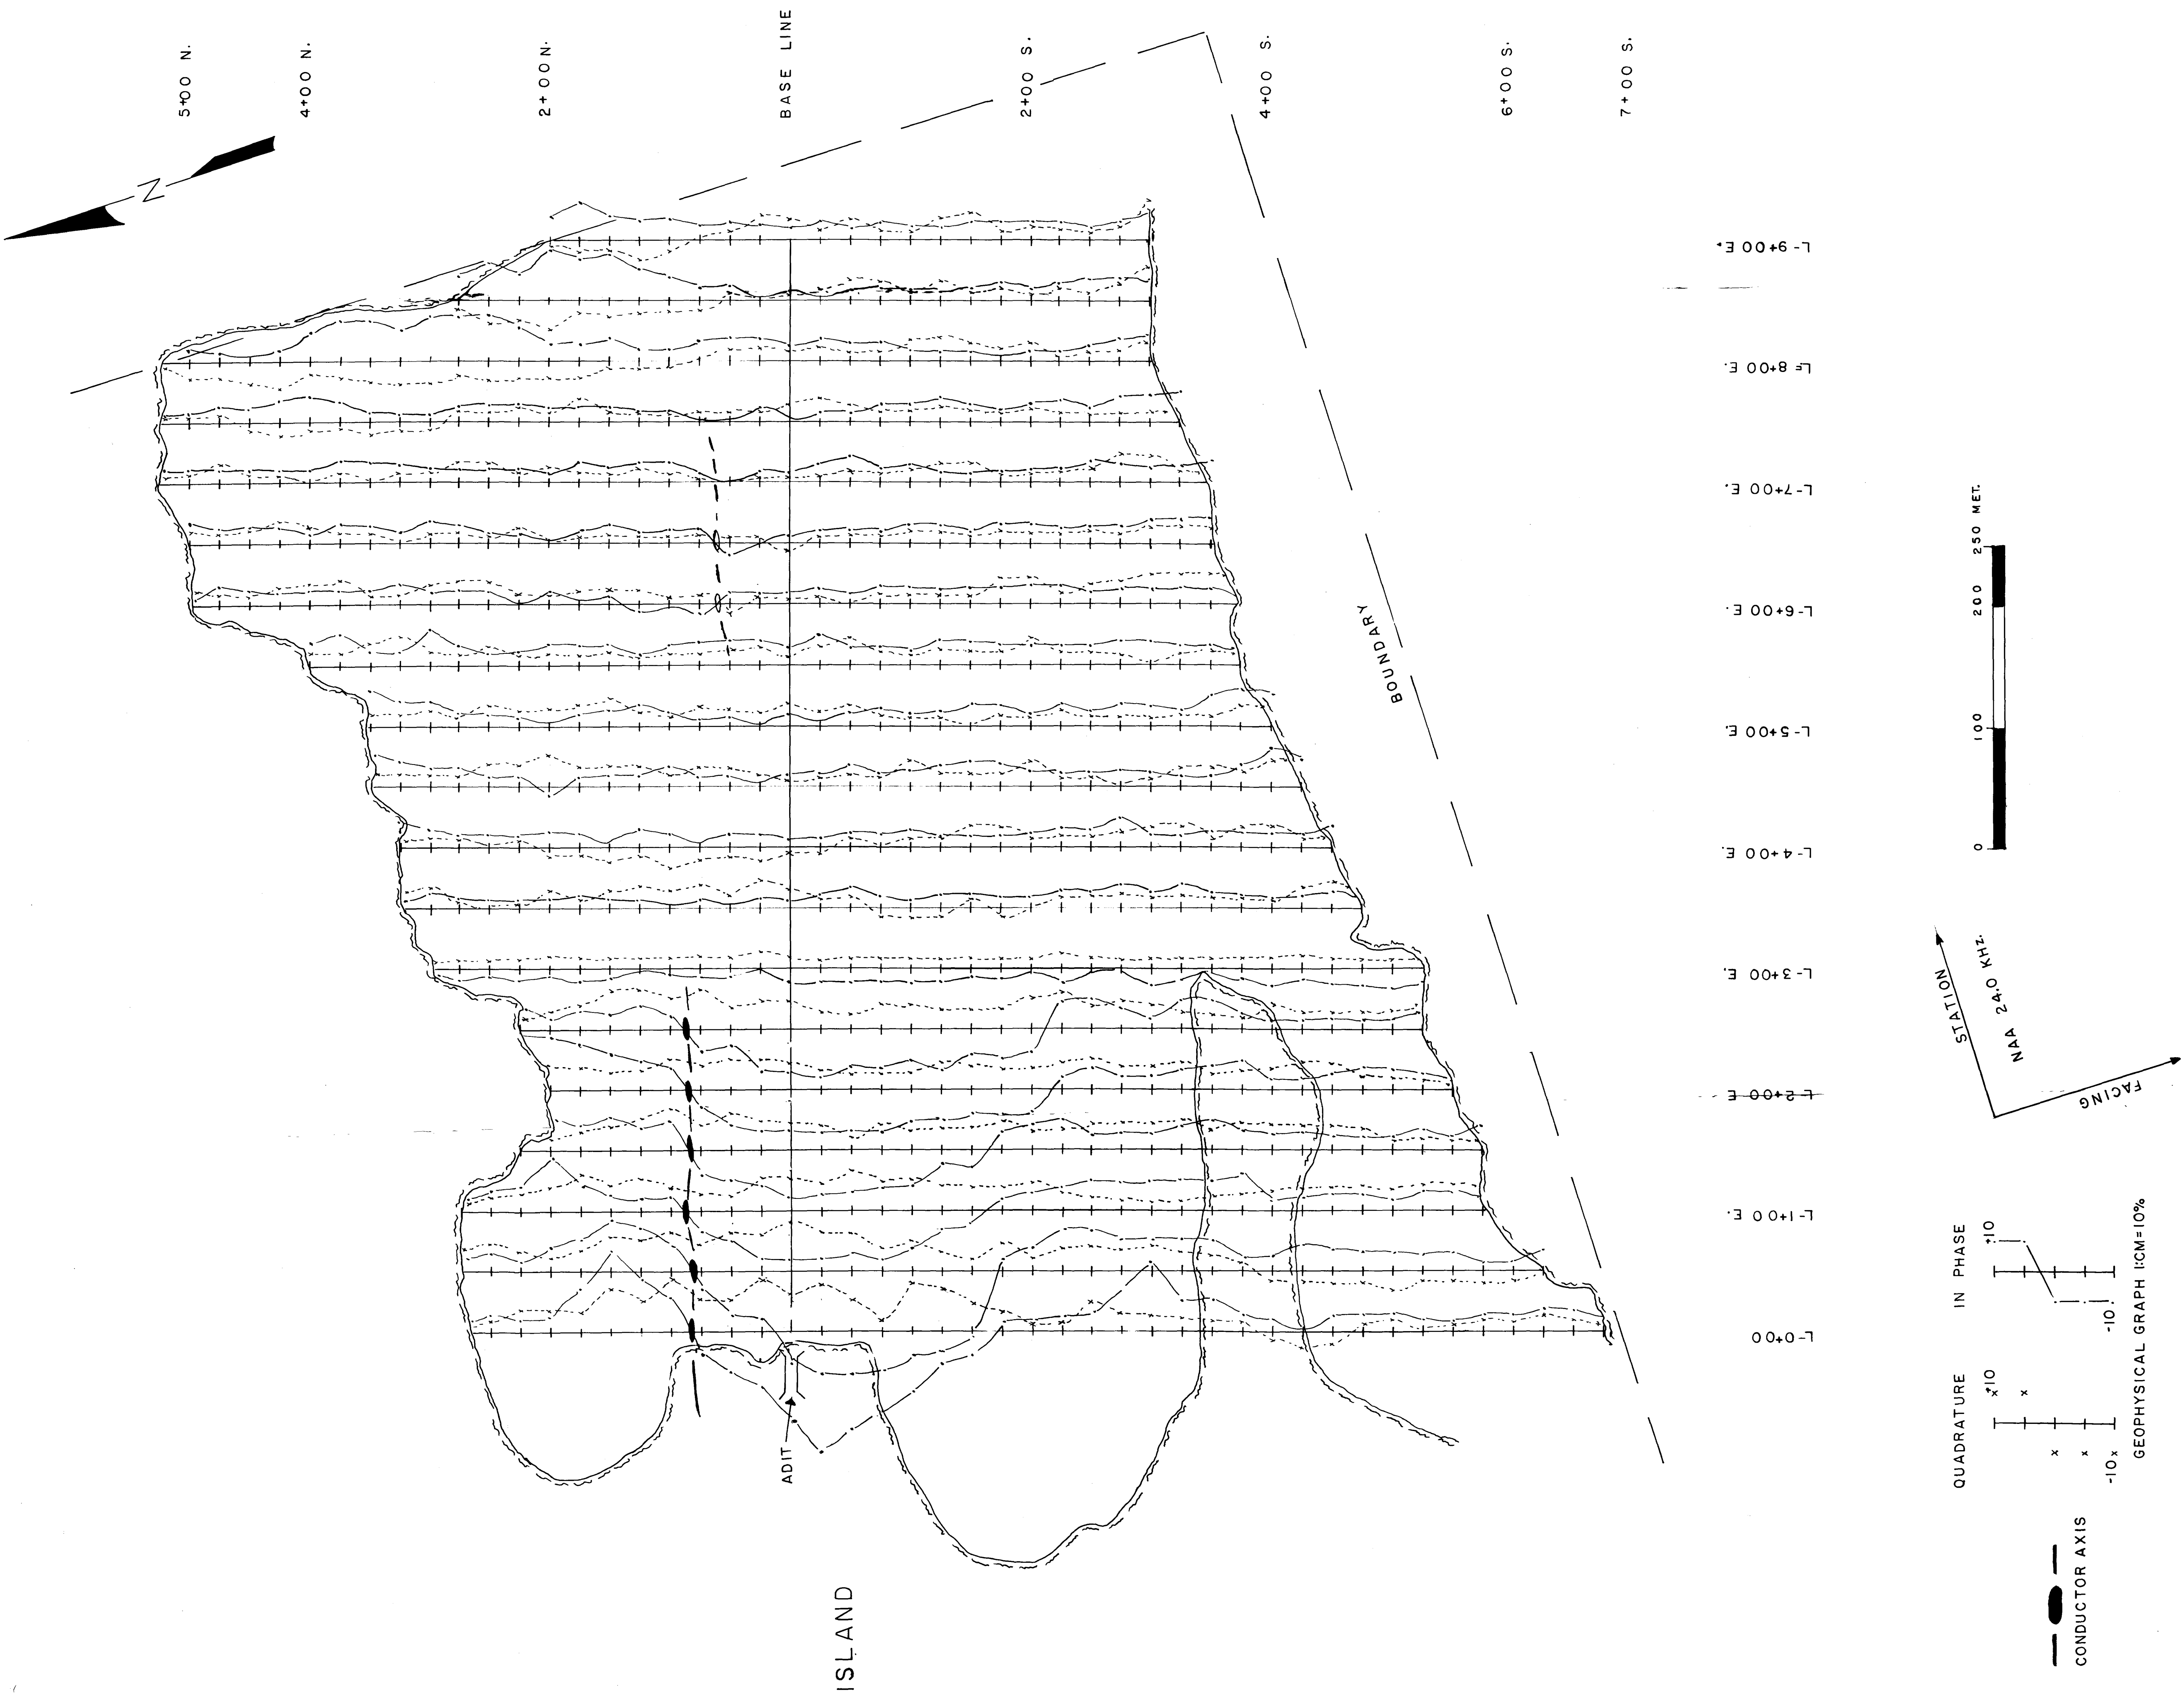 5+00 N.
4+00 N.
2+00 N.
BASE LINE
2+00 S.
4+00 S.
6+00 S.
7+00 S.
N
L-9+00 E.
L-8+00 E.
L-7+00 E.
L-6+00 E.
L-5+00 E.
L-4+00 E.
L-3+00 E.
L-2+00 E
L-1+00 E.
L-0+00
BOUNDARY
ADIT
ISLAND
0 100 200 250 MET.
STATION
NAA 24.0 KHZ.
FACING
IN PHASE
+10
-10
QUADRATURE
+10
-10
GEOPHYSICAL GRAPH 1:CM=10%
CONDUCTOR AXIS